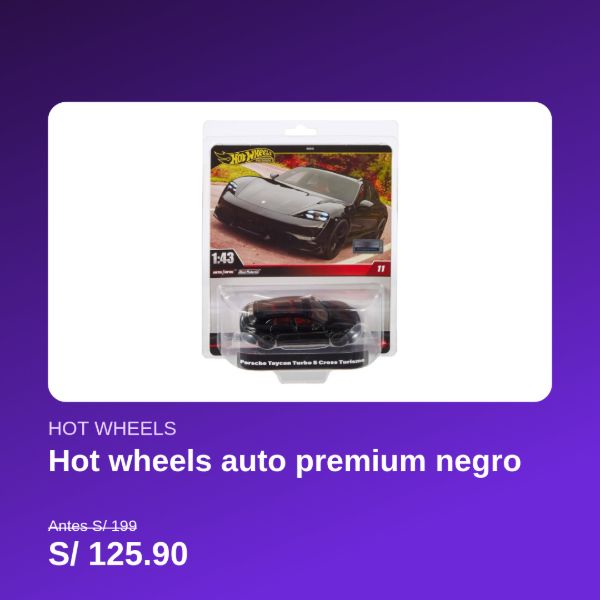 Hot Wheels
1:43
11
Porsche Taycan Turbo S Cross Turismo
HOT WHEELS
Hot wheels auto premium negro
Antes S/ 199
S/ 125.90